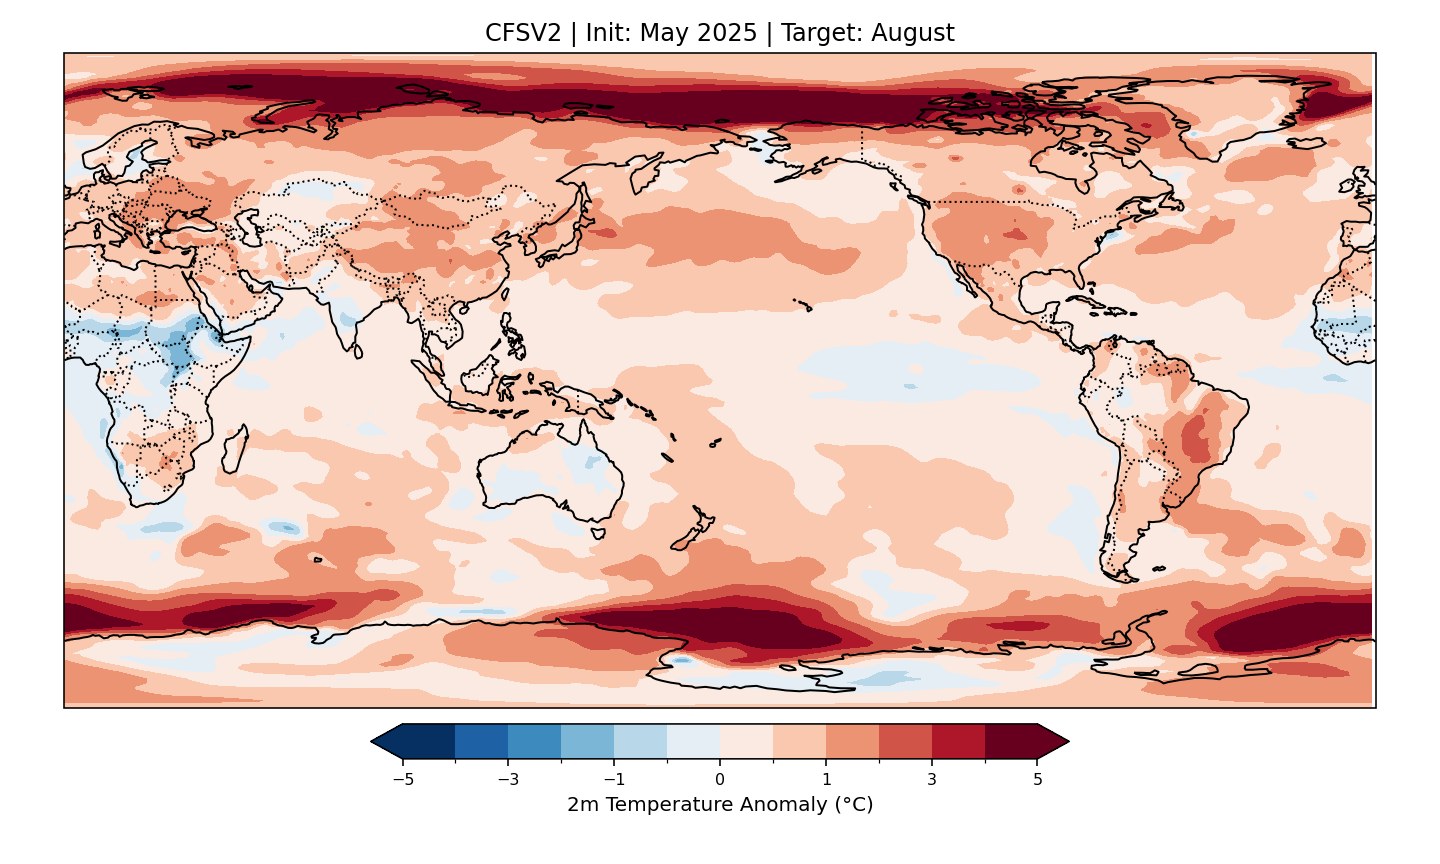 CFSV2 | Init: May 2025 | Target: August
−5 −3 −1 0 1 3 5
2m Temperature Anomaly (°C)